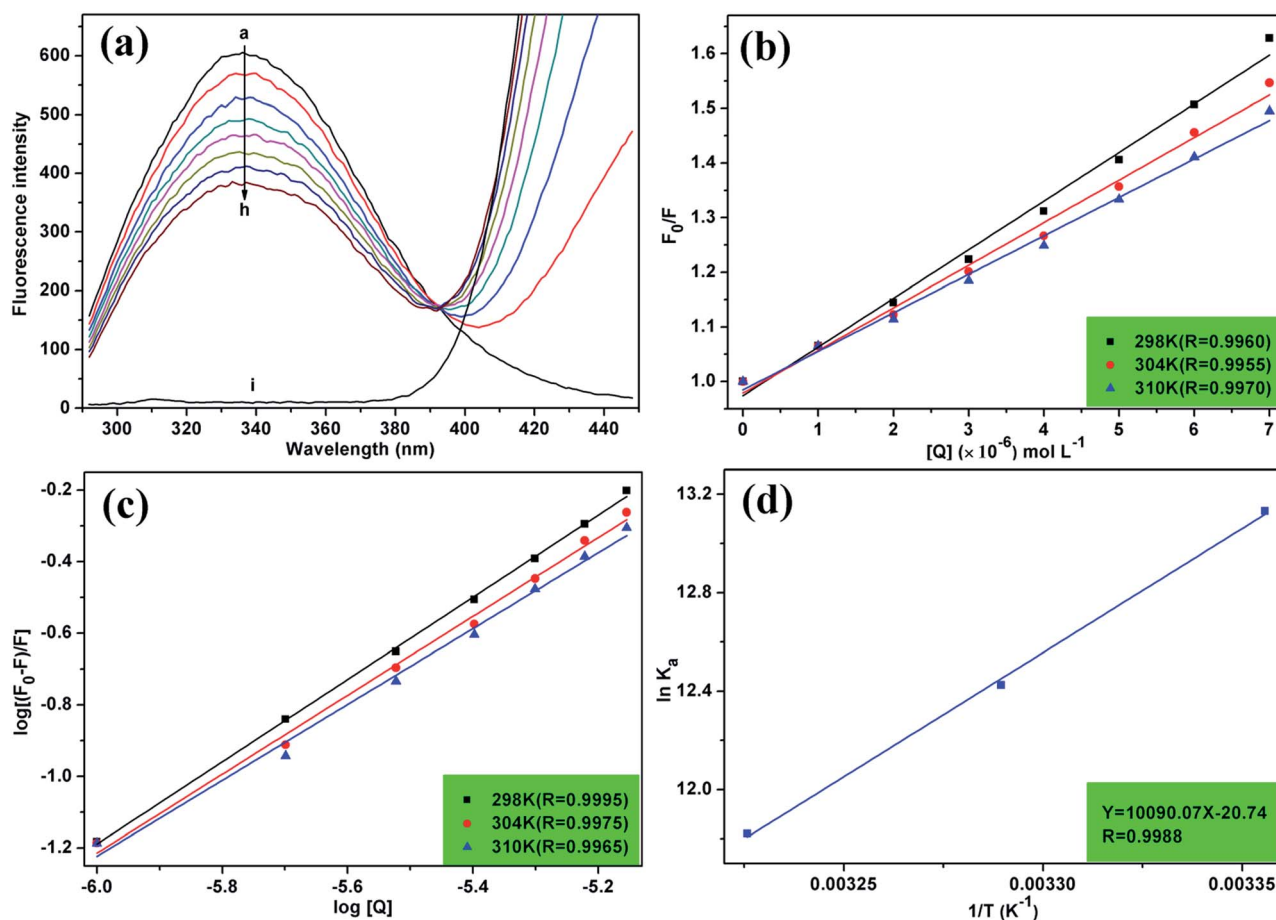 (a)
a
h
i
Fluorescence intensity
600
500
400
300
200
100
0
300 320 340 360 380 400 420 440
Wavelength (nm)
(b)
F0/F
1.6
1.5
1.4
1.3
1.2
1.1
1.0
298K(R=0.9960)
304K(R=0.9955)
310K(R=0.9970)
0 1 2 3 4 5 6 7
[Q] (× 10-6) mol L-1
(c)
log[(F0-F)/F]
-0.2
-0.4
-0.6
-0.8
-1.0
-1.2
298K(R=0.9995)
304K(R=0.9975)
310K(R=0.9965)
-6.0 -5.8 -5.6 -5.4 -5.2
log [Q]
(d)
ln Ka
13.2
12.8
12.4
12.0
Y=10090.07X-20.74
R=0.9988
0.00325 0.00330 0.00335
1/T (K-1)